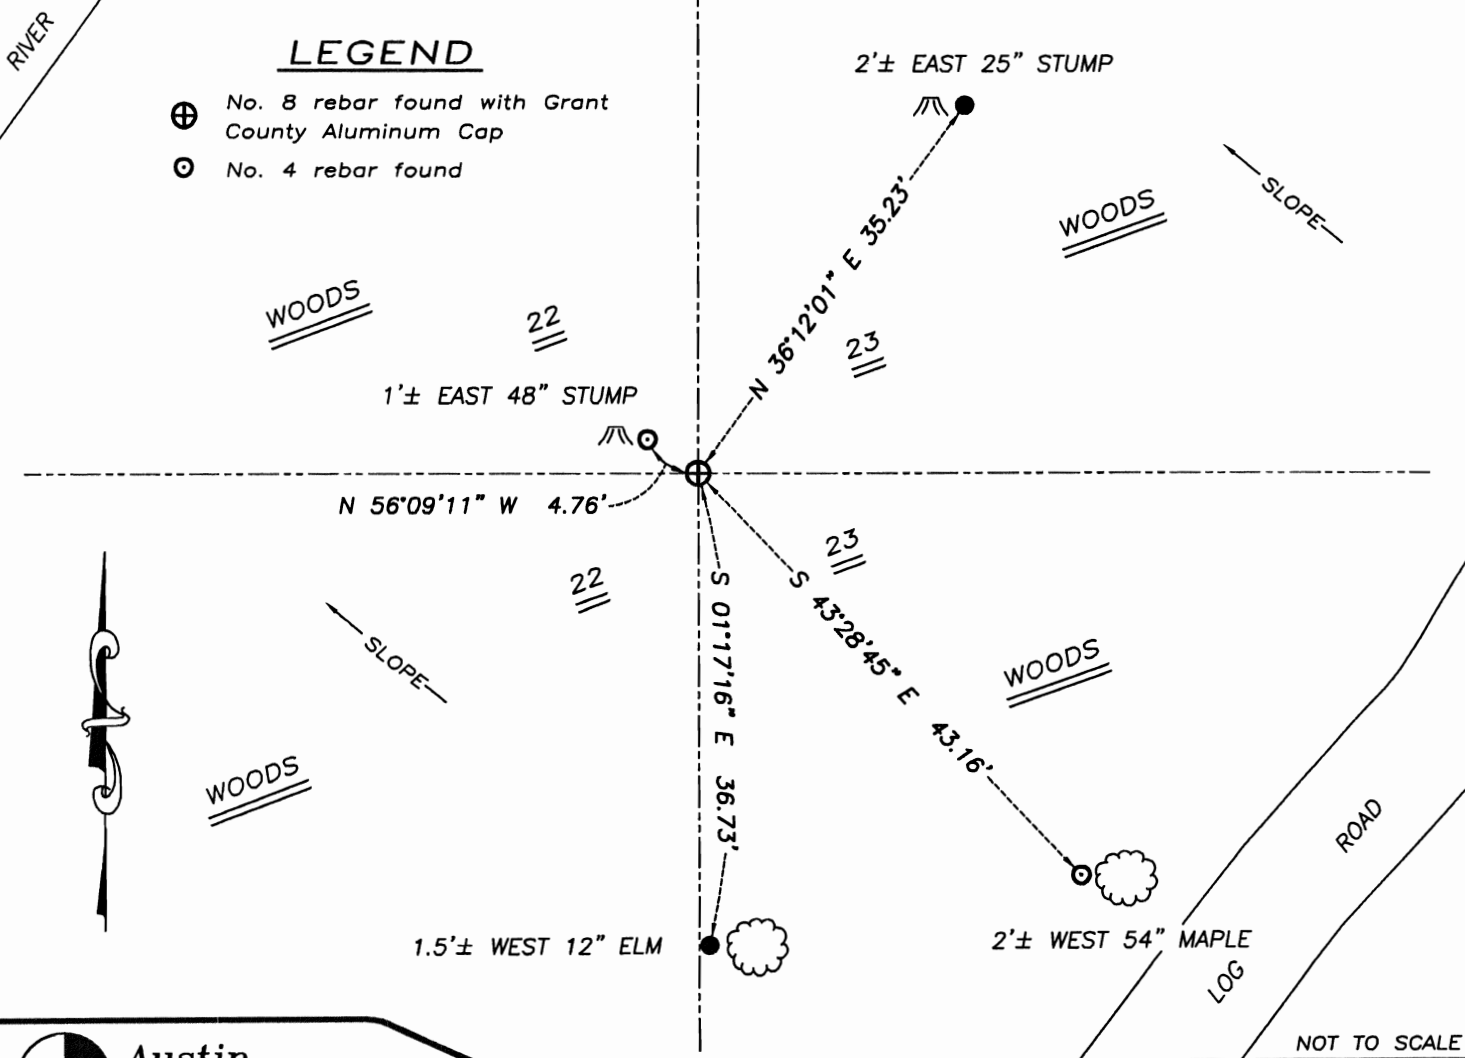 RIVER
LEGEND
No. 8 rebar found with Grant
County Aluminum Cap
No. 4 rebar found
2'± EAST 25" STUMP
SLOPE
WOODS
N 36°12'01" E 35.23'
WOODS
22
23
1'± EAST 48" STUMP
N 56°09'11" W 4.76'
23
22
S 01°17'16" E 36.73'
S 43°28'45" E 43.16'
SLOPE
WOODS
WOODS
ROAD
1.5'± WEST 12" ELM
2'± WEST 54" MAPLE
LOG
Austin
NOT TO SCALE